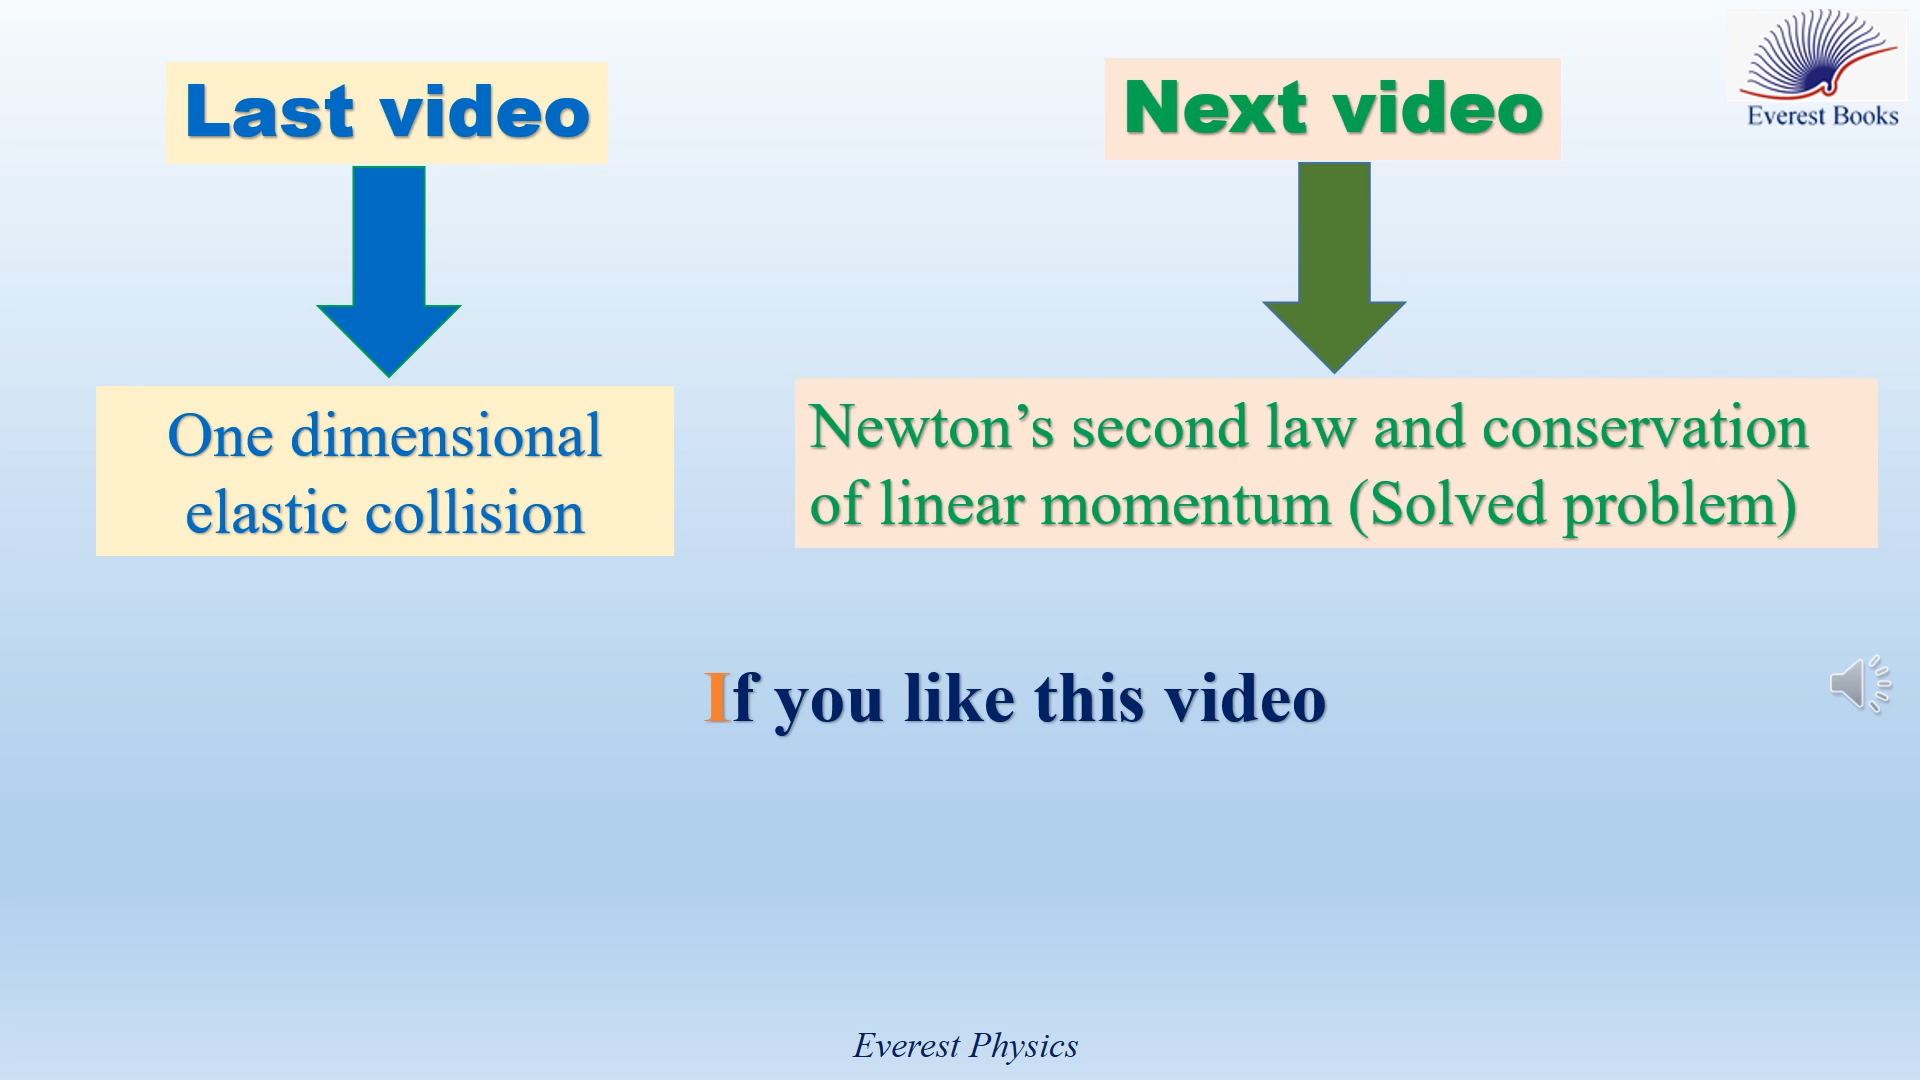 Last video
Next video
Everest Books
One dimensional
elastic collision
Newton’s second law and conservation
of linear momentum (Solved problem)
If you like this video
Everest Physics